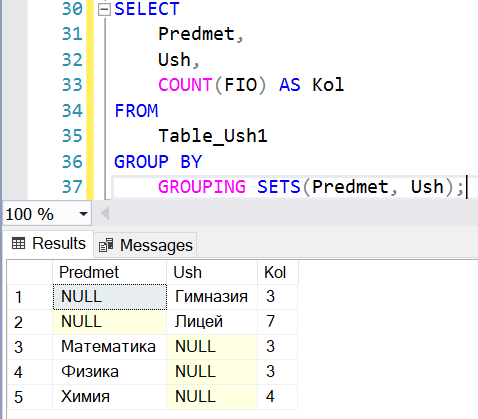 30 SELECT
31 Predmet,
32 Ush,
33 COUNT(FIO) AS Kol
34 FROM
35 Table_Ush1
36 GROUP BY
37 GROUPING SETS(Predmet, Ush);
100 %
Results Messages
Predmet Ush Kol
1 NULL Гимназия 3
2 NULL Лицей 7
3 Математика NULL 3
4 Физика NULL 3
5 Химия NULL 4